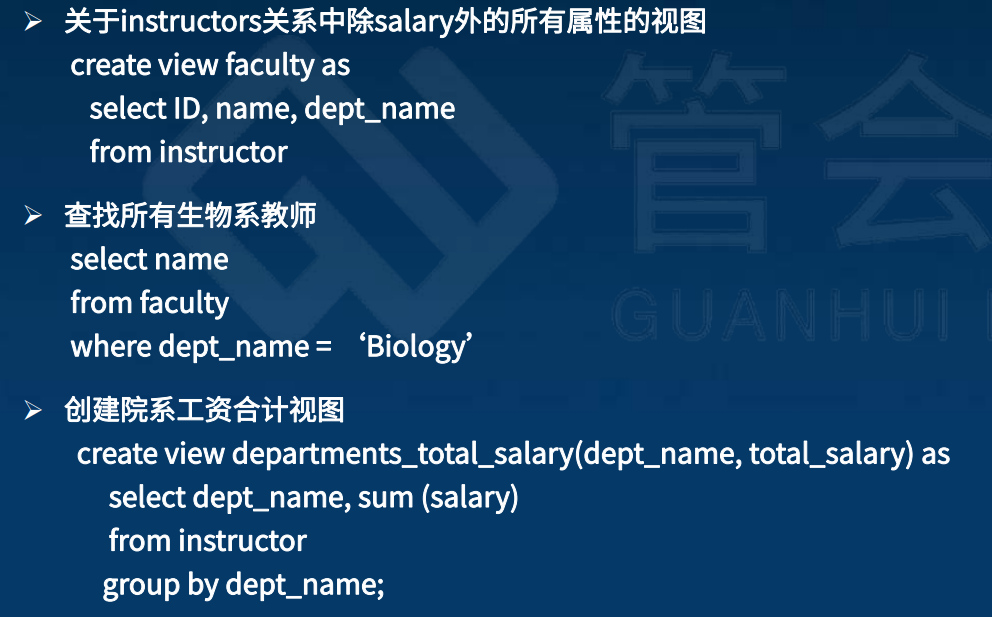 ➢ 关于instructors关系中除salary外的所有属性的视图
create view faculty as
select ID, name, dept_name
from instructor
➢ 查找所有生物系教师
select name
from faculty
where dept_name = ‘Biology’
➢ 创建院系工资合计视图
create view departments_total_salary(dept_name, total_salary) as
select dept_name, sum (salary)
from instructor
group by dept_name;
管会
GUANHUI